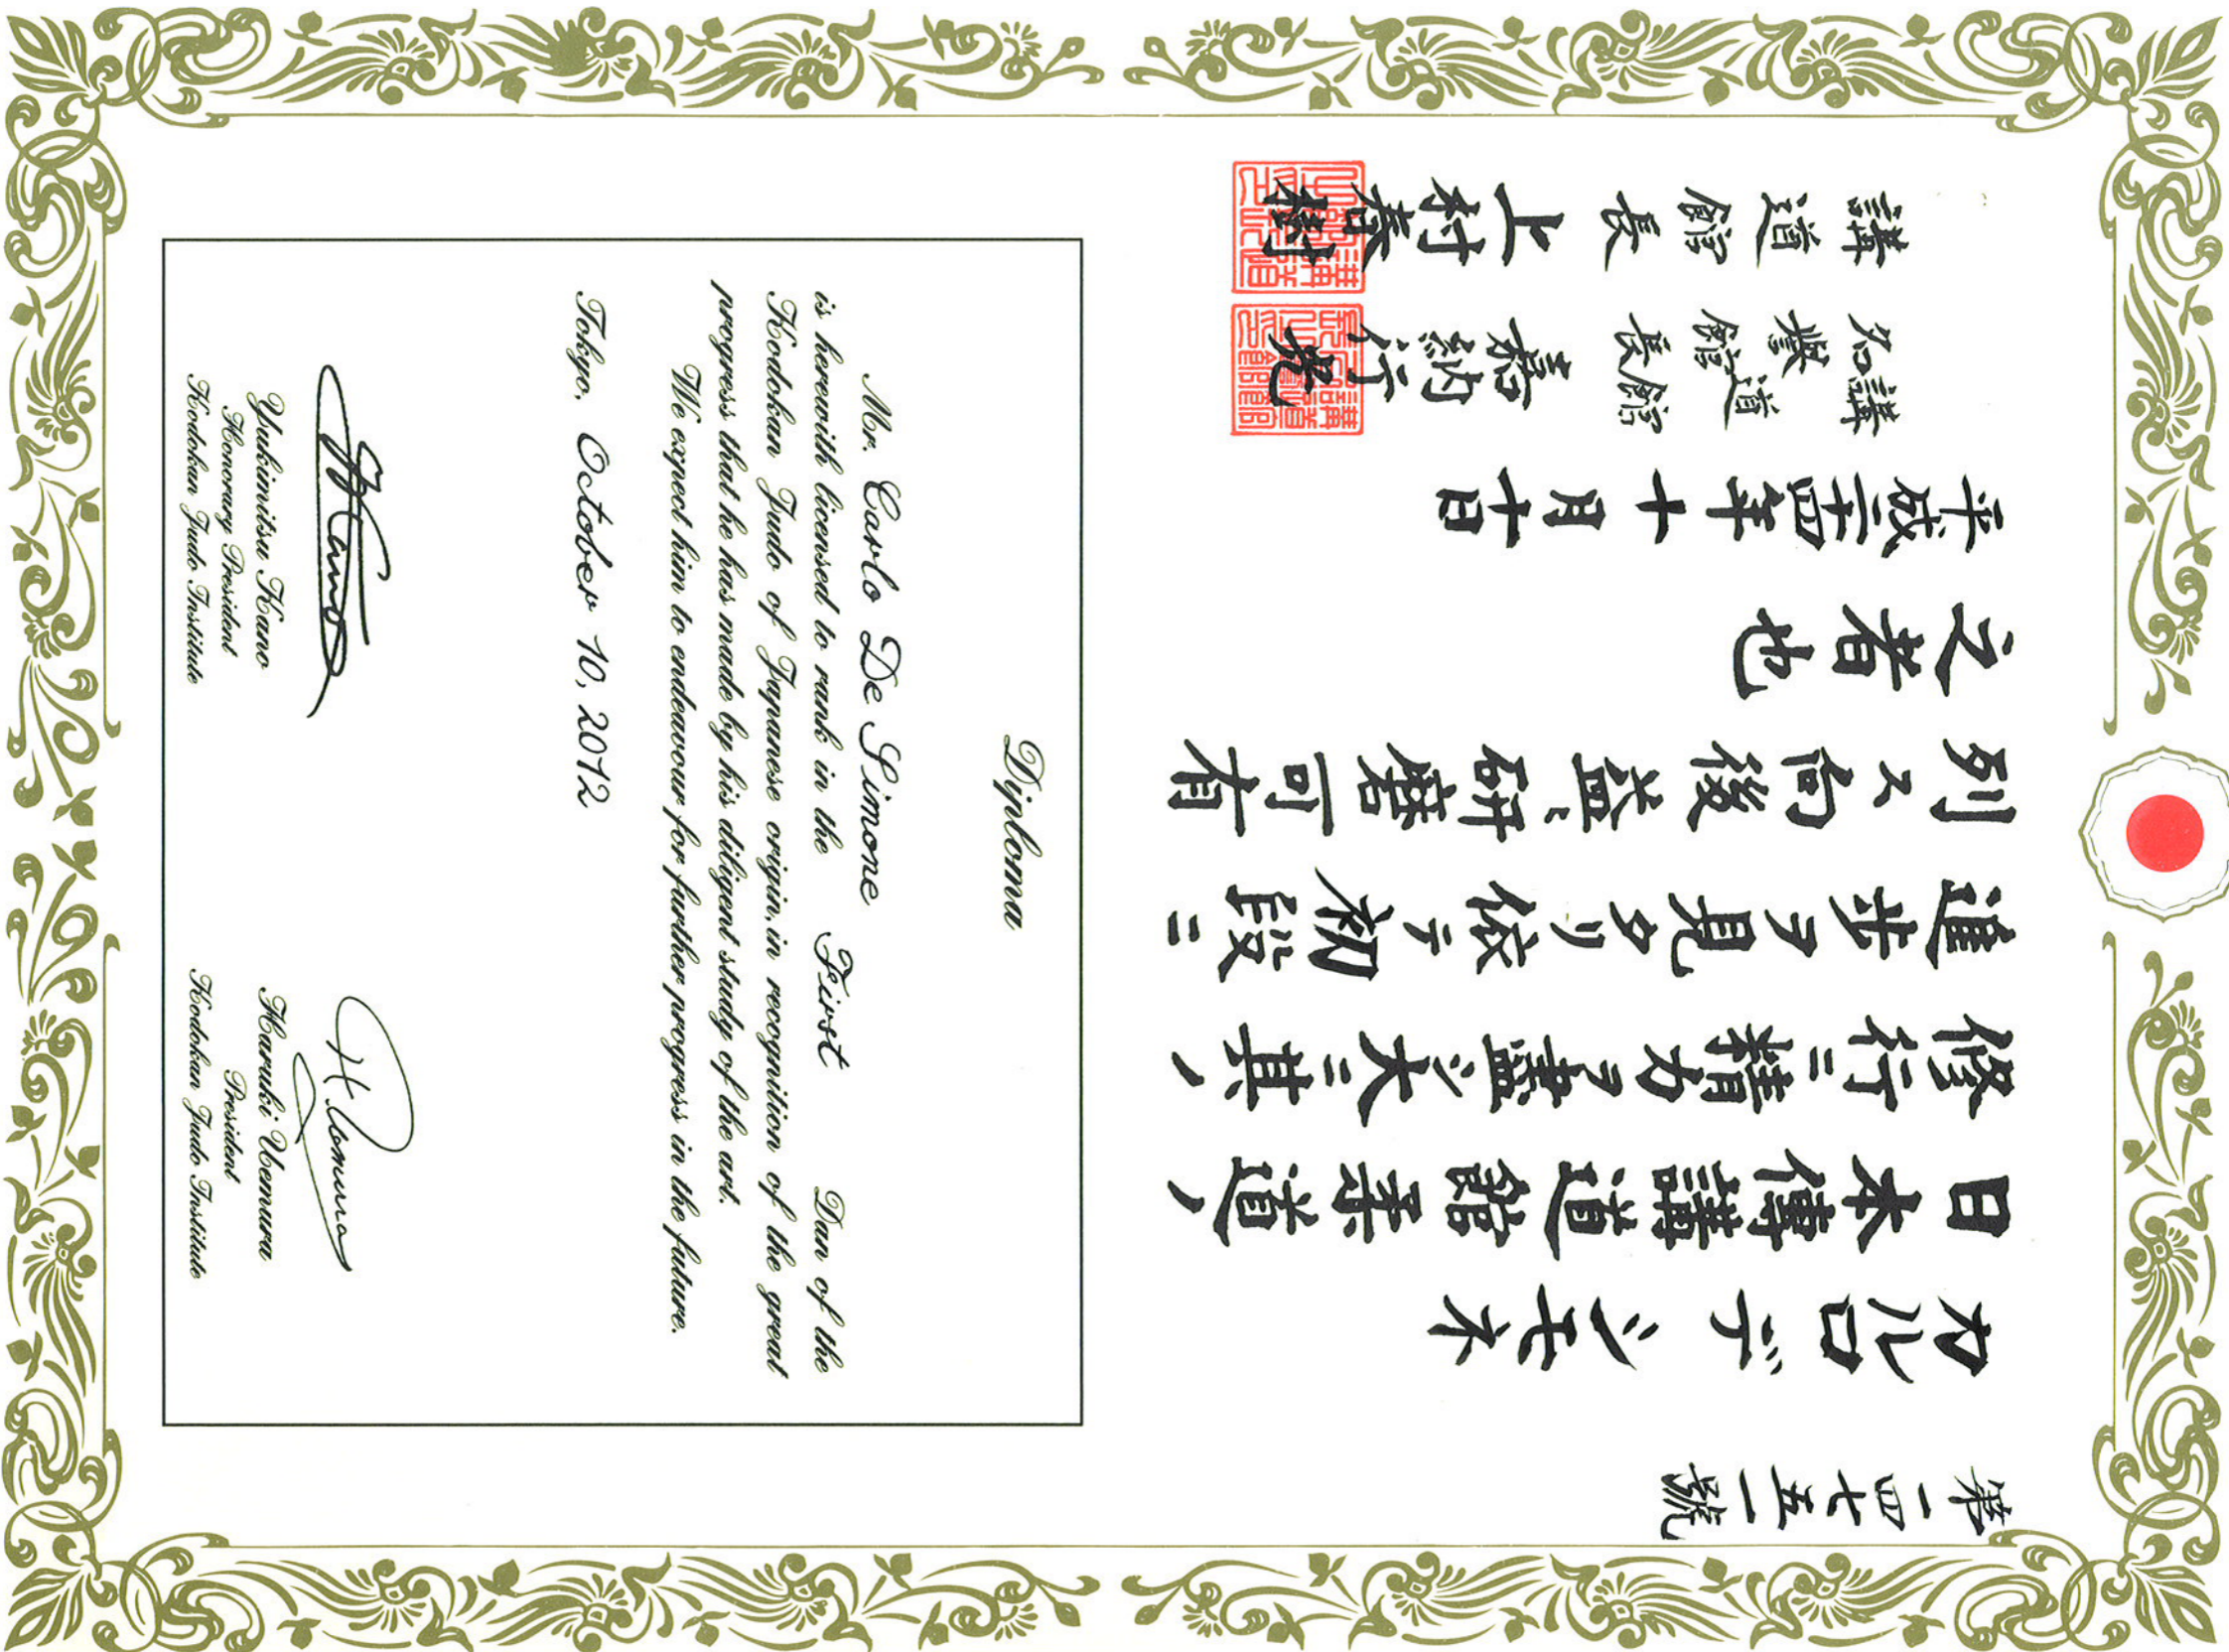 第一四七五一號
カルロ デ シモネ
日本傳講道館柔道ノ
修行ニ精力ヲ盡シ大ニ其ノ
進歩ヲ見タリ依テ初段ニ
列ス向後益々研磨可有
之者也
平成二四年十月十日
講道館
名譽館長 嘉納行光
講道館長 上村春樹
Diploma
Mr. Carlo De Simone
is herewith licensed to rank in the First Dan of the
Kodokan Judo of Japanese origin, in recognition of the great
progress that he has made by his diligent study of the art.
We expect him to endeavour for further progress in the future.
Tokyo, October 10, 2012
Yukimitsu Kano
Honorary President
Kodokan Judo Institute
H. Uemura
Haruki Uemura
President
Kodokan Judo Institute